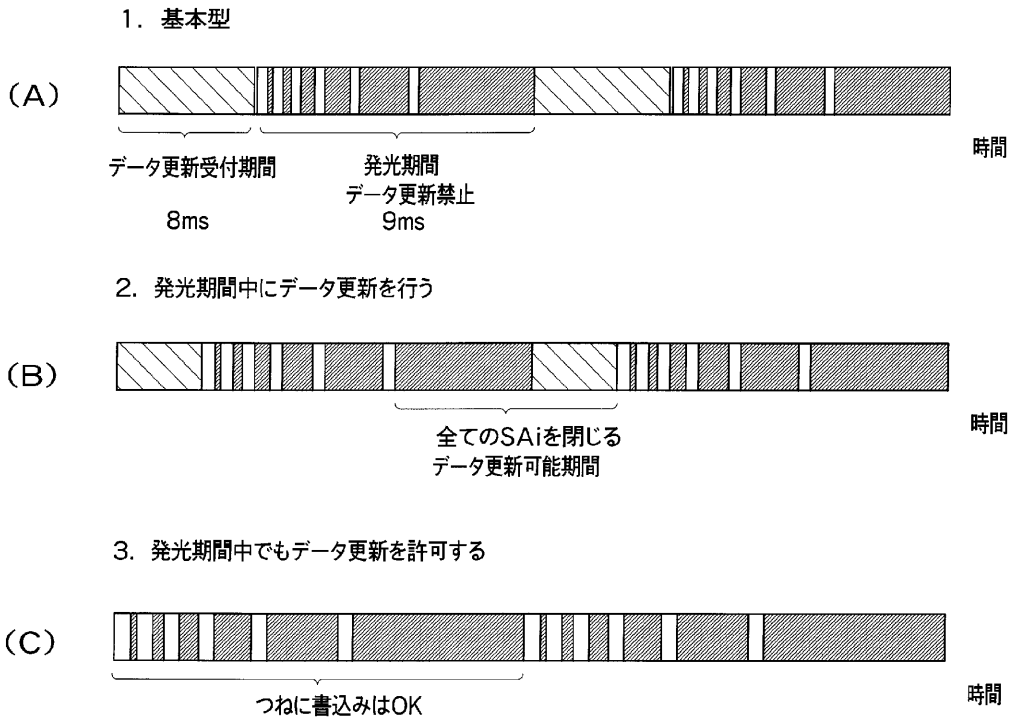 1. 基本型
(A)
時間
データ更新受付期間
8ms
発光期間
データ更新禁止
9ms
2. 発光期間中にデータ更新を行う
(B)
時間
全てのSAiを閉じる
データ更新可能期間
3. 発光期間中でもデータ更新を許可する
(C)
時間
つねに書込みはOK